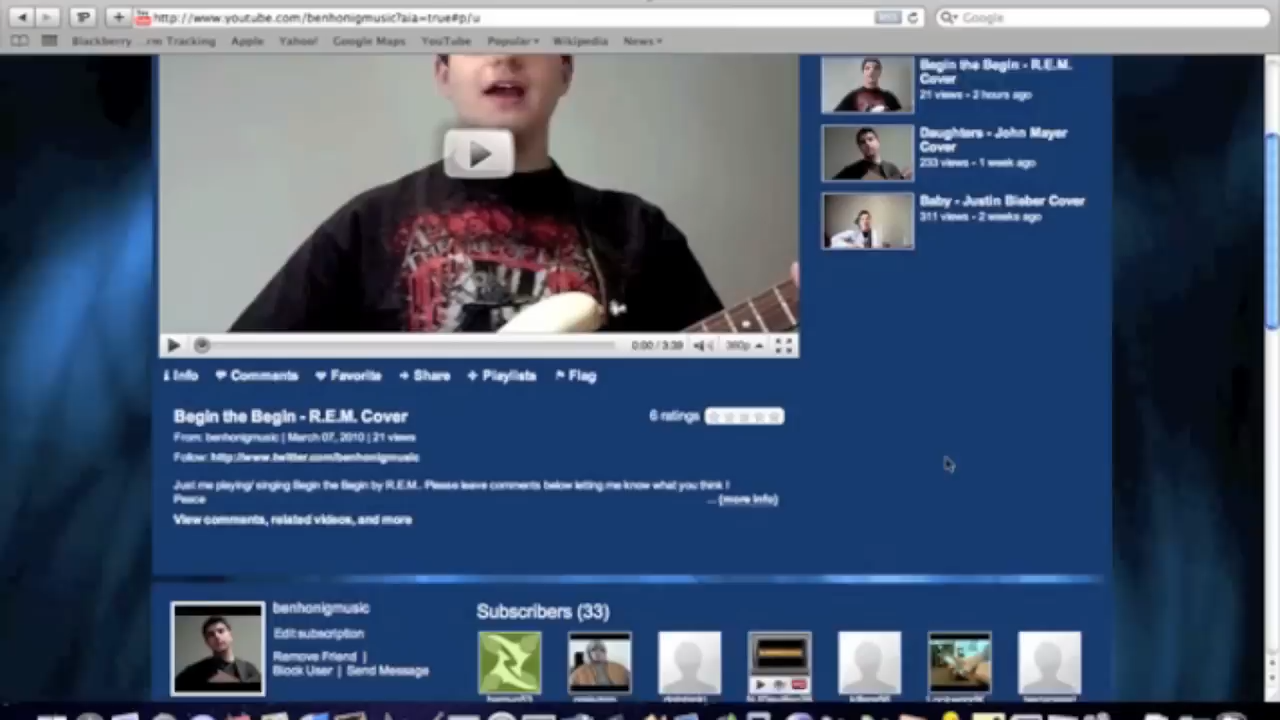 http://www.youtube.com/benhonigmusic?aia=true#p/u
Google
Blackberry
rm Tracking
Apple
Yahoo!
Google Maps
YouTube
Popular
Wikipedia
News
Begin the Begin - R.E.M.
Cover
21 views - 2 hours ago
Daughters - John Mayer
Cover
233 views - 1 week ago
Baby - Justin Bieber Cover
311 views - 2 weeks ago
0:00 / 3:39
360p
Info
Comments
Favorite
Share
Playlists
Flag
Begin the Begin - R.E.M. Cover
6 ratings
From: benhonigmusic | March 07, 2010 | 21 views
Follow: http://www.twitter.com/benhonigmusic
Just me playing/ singing Begin the Begin by R.E.M.. Please leave comments below letting me know what you think !
Peace
... (more info)
View comments, related videos, and more
benhonigmusic
Edit subscription
Remove Friend |
Block User | Send Message
Subscribers (33)